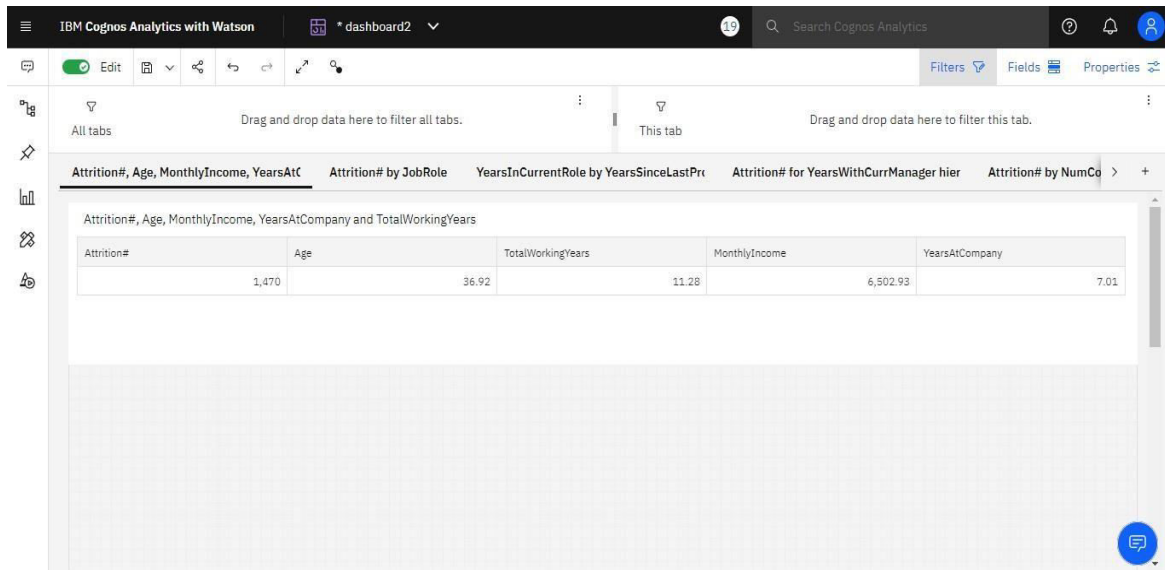 IBM Cognos Analytics with Watson
* dashboard2
19
Search Cognos Analytics
Edit
Filters
Fields
Properties
All tabs
Drag and drop data here to filter all tabs.
This tab
Drag and drop data here to filter this tab.
Attrition#, Age, MonthlyIncome, YearsAtC
Attrition# by JobRole
YearsInCurrentRole by YearsSinceLastPro
Attrition# for YearsWithCurrManager hier
Attrition# by NumCo
Attrition#, Age, MonthlyIncome, YearsAtCompany and TotalWorkingYears
Attrition# Age TotalWorkingYears MonthlyIncome YearsAtCompany
1,470 36.92 11.28 6,502.93 7.01